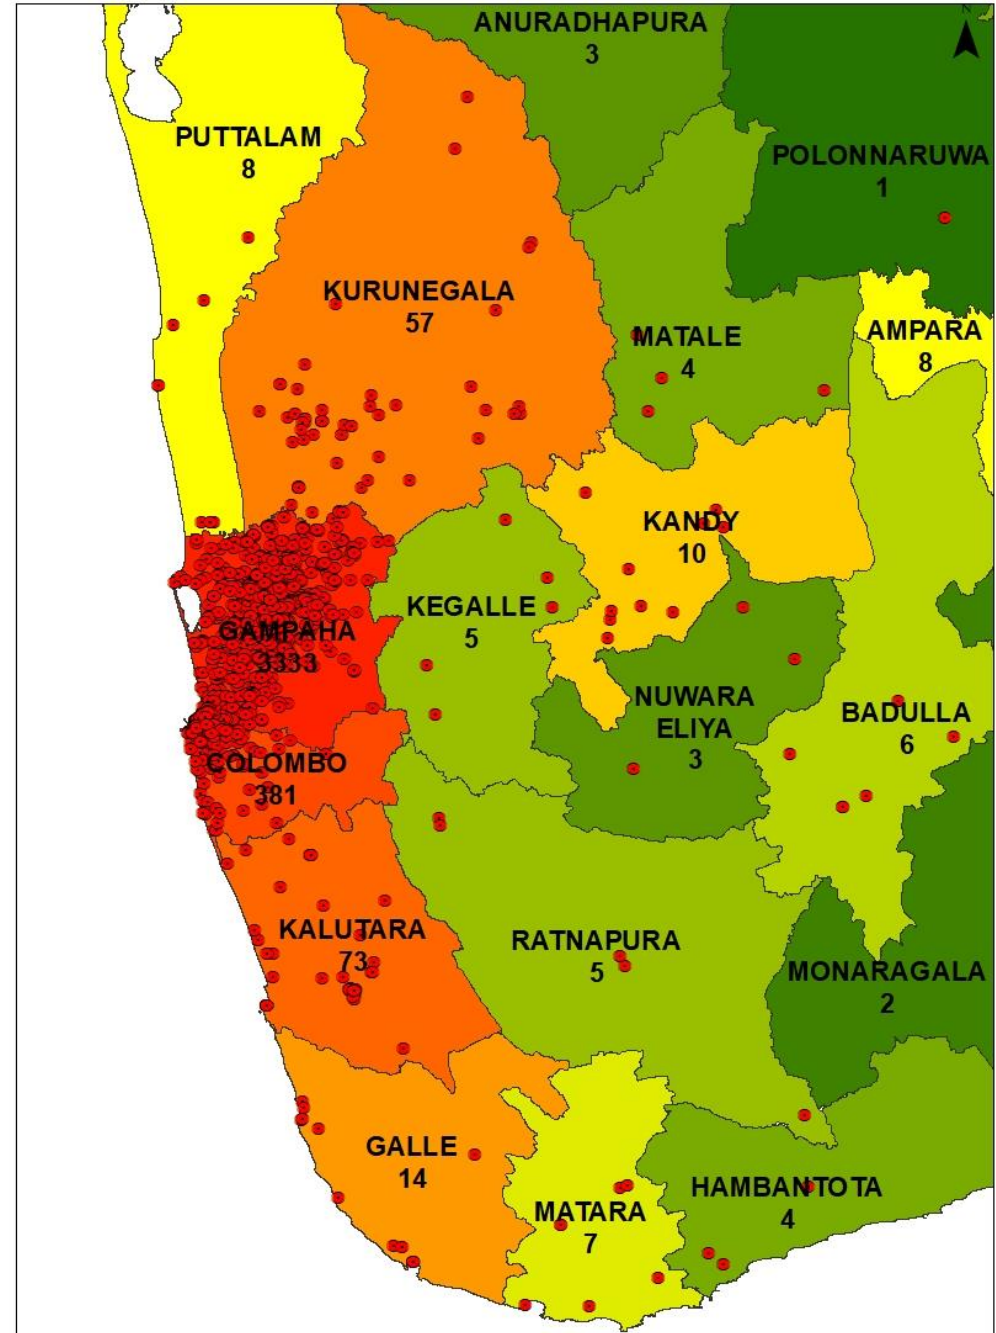 ANURADHAPURA
3
N
PUTTALAM
8
POLONNARUWA
1
KURUNEGALA
57
MATALE
4
AMPARA
8
KANDY
10
KEGALLE
5
GAMPAHA
3333
NUWARA
ELIYA
3
BADULLA
6
COLOMBO
381
KALUTARA
73
RATNAPURA
5
MONARAGALA
2
GALLE
14
MATARA
7
HAMBANTOTA
4